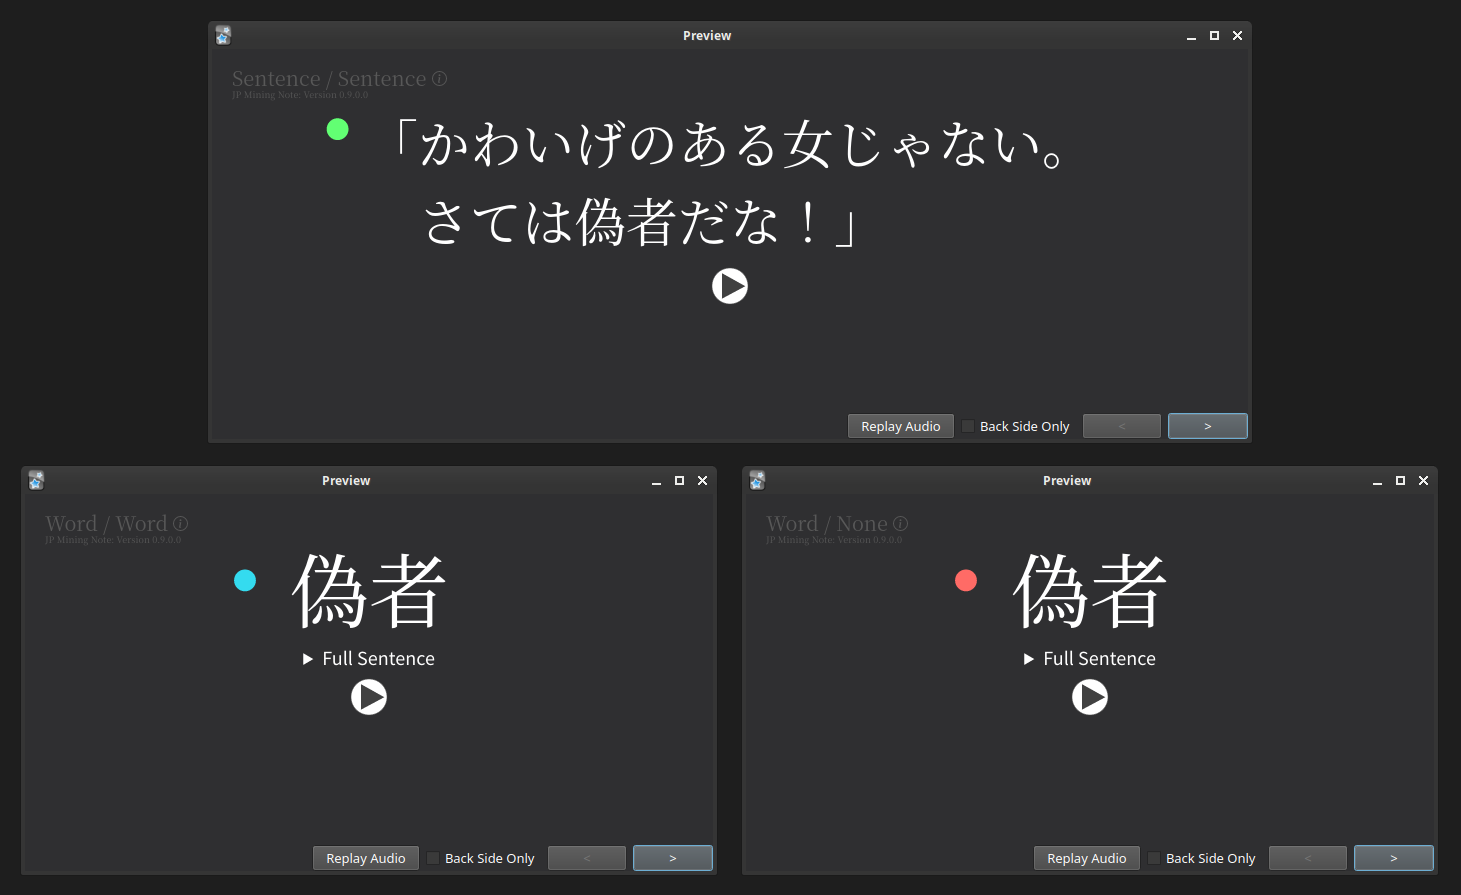 Preview
Sentence / Sentence ⓘ
JP Mining Note: Version 0.9.0.0
「かわいげのある女じゃない。
さては偽者だな！」
Replay Audio Back Side Only < >
Preview
Word / Word ⓘ
JP Mining Note: Version 0.9.0.0
偽者
▶ Full Sentence
Replay Audio Back Side Only < >
Preview
Word / None ⓘ
JP Mining Note: Version 0.9.0.0
偽者
▶ Full Sentence
Replay Audio Back Side Only < >